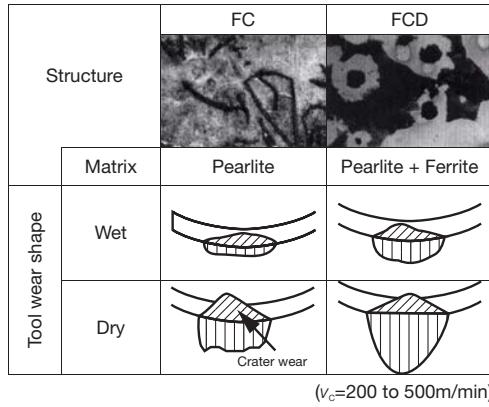 FC FCD
Structure
Matrix Pearlite Pearlite + Ferrite
Tool wear shape
Wet
Dry
Crater wear
(vc=200 to 500m/min)